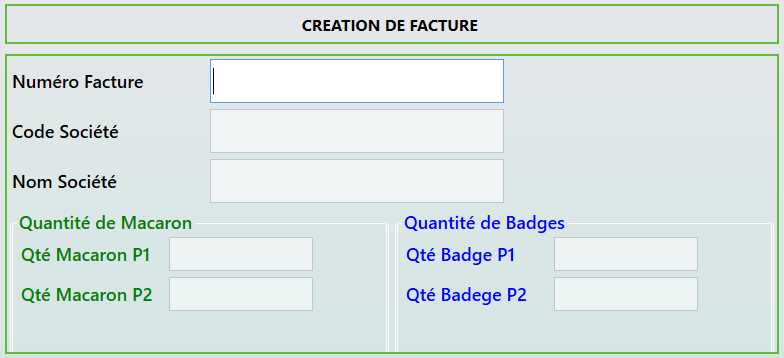 CREATION DE FACTURE
Numéro Facture
Code Société
Nom Société
Quantité de Macaron
Qté Macaron P1
Qté Macaron P2
Quantité de Badges
Qté Badge P1
Qté Badege P2